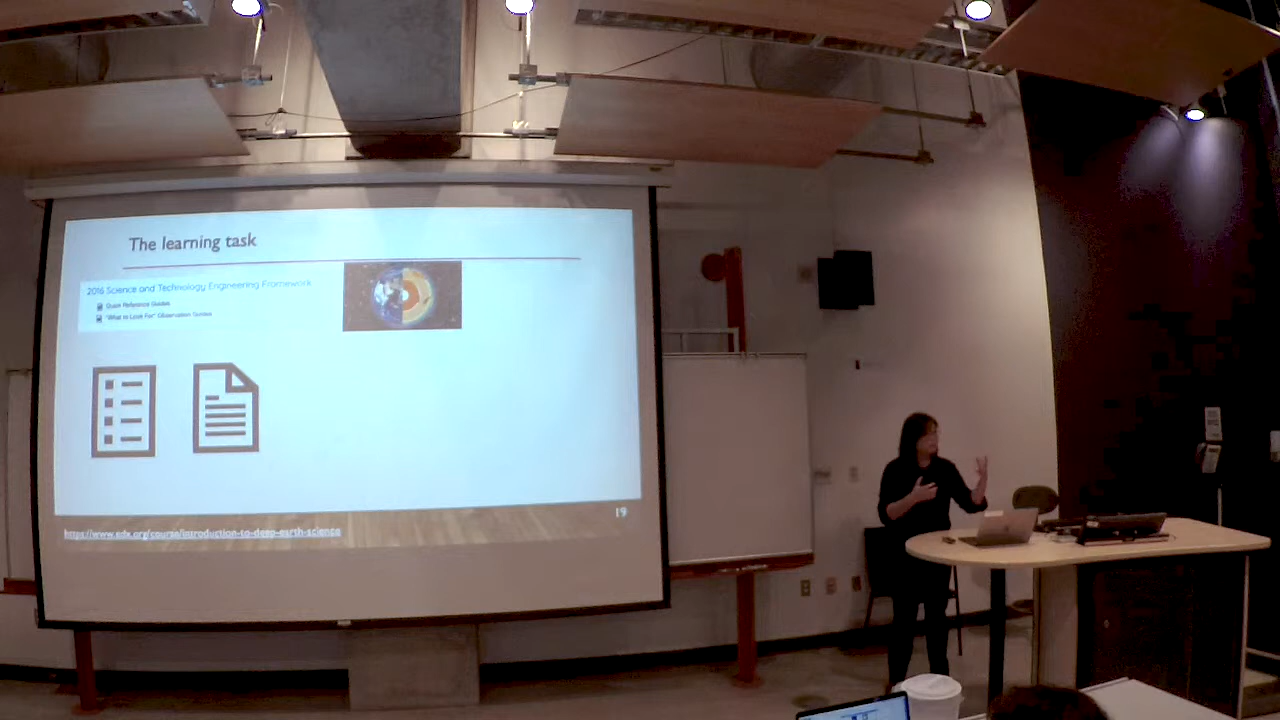 The learning task
2016 Science and Technology Engineering Framework
Quick Reference Guides
"What to Look For" Observation Guides
19
https://www.edx.org/course/introduction-to-deep-earth-science